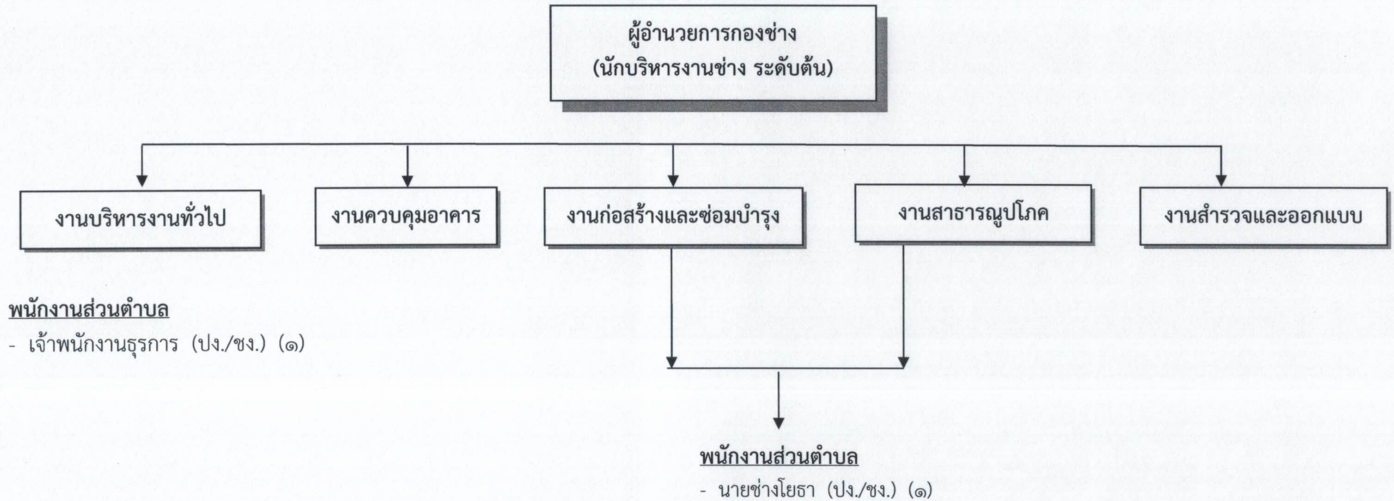 ผู้อำนวยการกองช่าง
(นักบริหารงานช่าง ระดับต้น)
งานบริหารงานทั่วไป
งานควบคุมอาคาร
งานก่อสร้างและซ่อมบำรุง
งานสาธารณูปโภค
งานสำรวจและออกแบบ
พนักงานส่วนตำบล
- เจ้าพนักงานธุรการ (ปง./ชง.) (๑)
พนักงานส่วนตำบล
- นายช่างโยธา (ปง./ชง.) (๑)